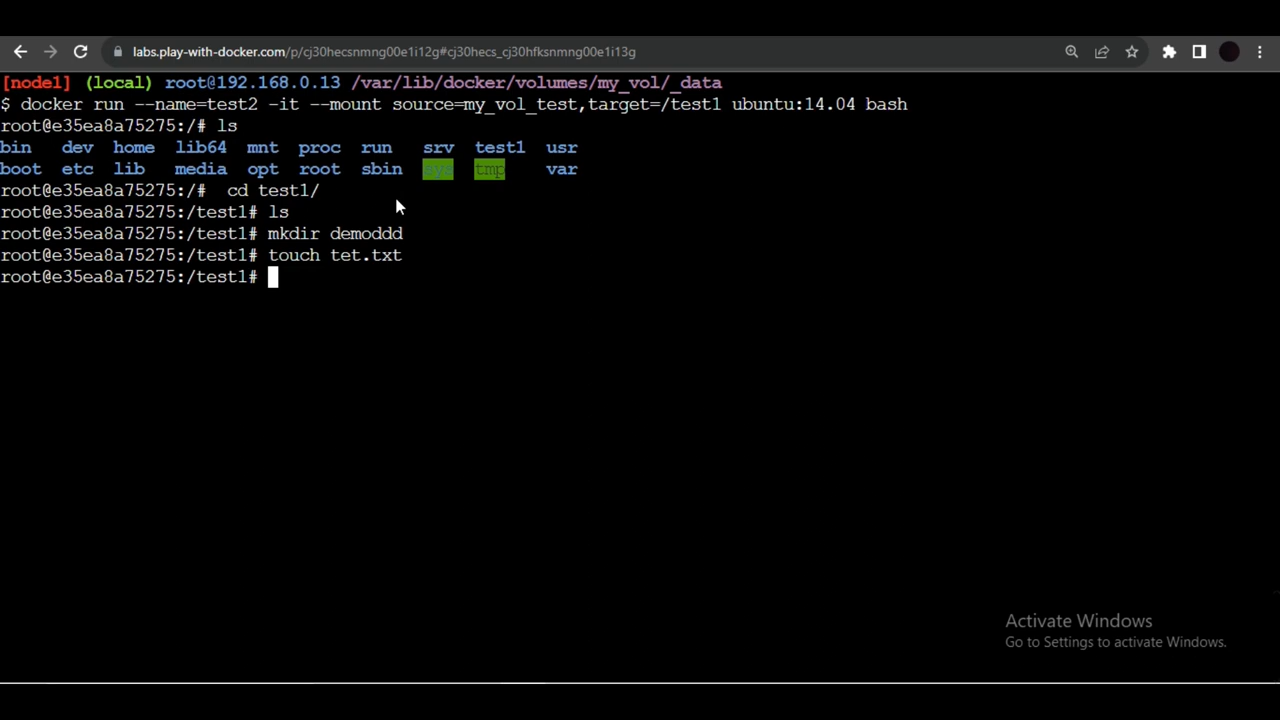 labs.play-with-docker.com/p/cj30hecsnmng00e1i12g#cj30hecs_cj30hfksnmng00e1i13g
[node1] (local) root@192.168.0.13 /var/lib/docker/volumes/my_vol/_data
$ docker run --name=test2 -it --mount source=my_vol_test,target=/test1 ubuntu:14.04 bash
root@e35ea8a75275:/# ls
bin dev home lib64 mnt proc run srv test1 usr
boot etc lib media opt root sbin sys tmp var
root@e35ea8a75275:/# cd test1/
root@e35ea8a75275:/test1# ls
root@e35ea8a75275:/test1# mkdir demoddd
root@e35ea8a75275:/test1# touch tet.txt
root@e35ea8a75275:/test1#
Activate Windows
Go to Settings to activate Windows.